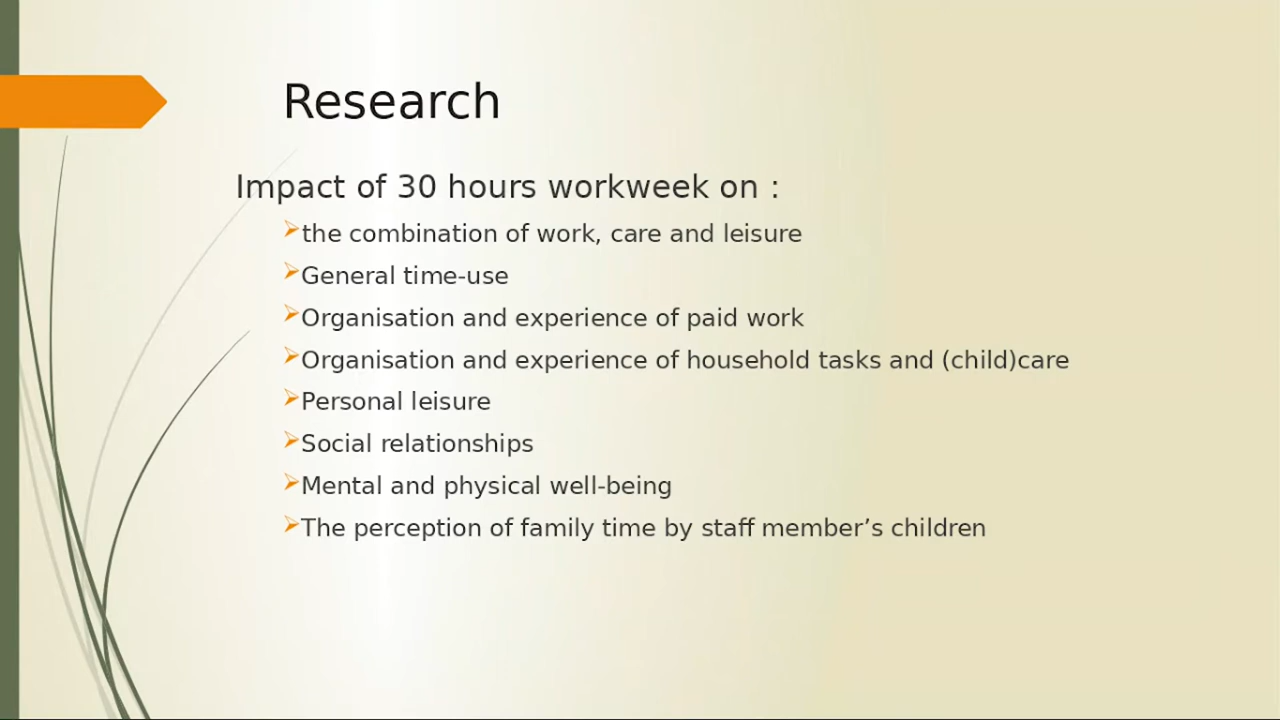 Research
Impact of 30 hours workweek on :
➢the combination of work, care and leisure
➢General time-use
➢Organisation and experience of paid work
➢Organisation and experience of household tasks and (child)care
➢Personal leisure
➢Social relationships
➢Mental and physical well-being
➢The perception of family time by staff member’s children